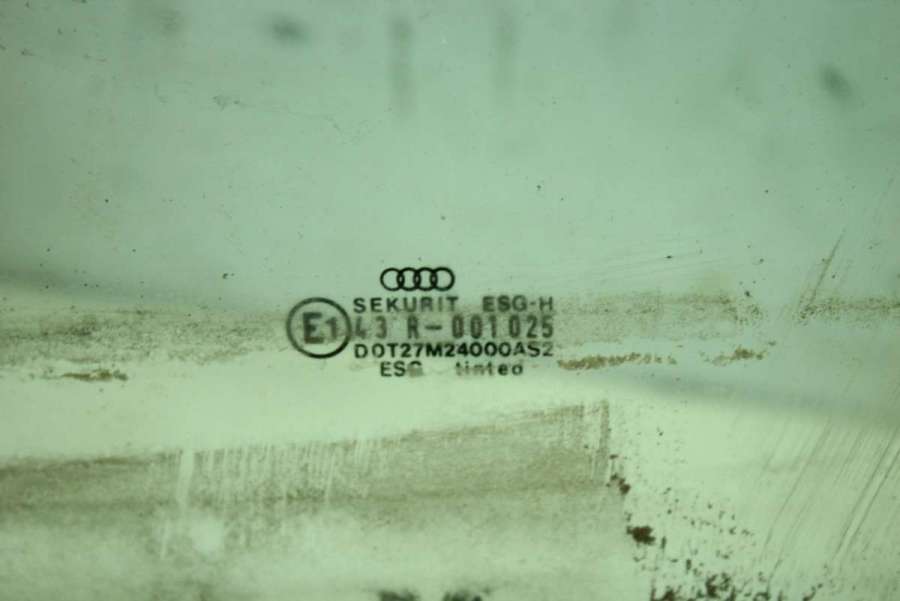 SEKURIT ESG-H
E1 43 R-001025
DOT27M24000AS2
ESG tinted